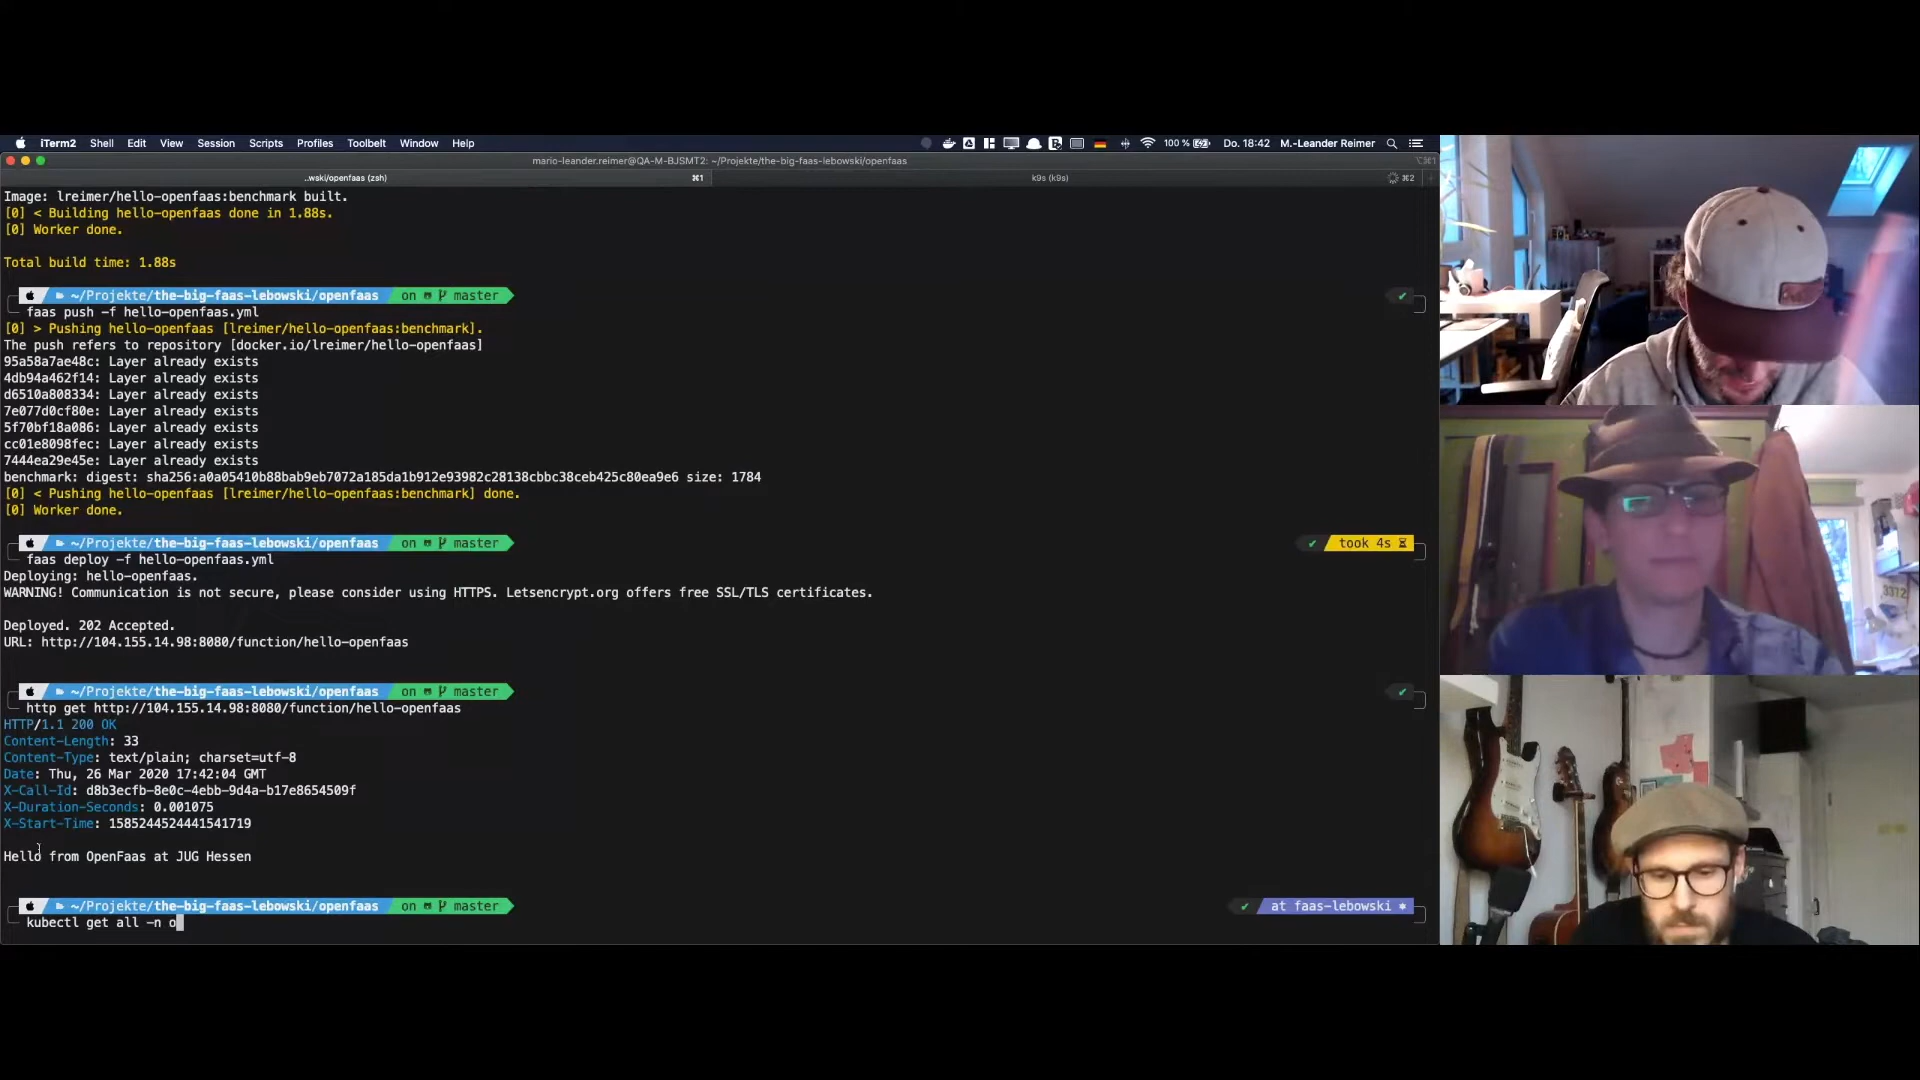 iTerm2 Shell Edit View Session Scripts Profiles Toolbelt Window Help 100 % Do. 18:42 M.-Leander Reimer
mario-leander.reimer@QA-M-BJSMT2: ~/Projekte/the-big-faas-lebowski/openfaas
..wski/openfaas (zsh) ⌘1 k9s (k9s) ⌘2
Image: lreimer/hello-openfaas:benchmark built.
[0] < Building hello-openfaas done in 1.88s.
[0] Worker done.
Total build time: 1.88s
~/Projekte/the-big-faas-lebowski/openfaas on master ✔
faas push -f hello-openfaas.yml
[0] > Pushing hello-openfaas [lreimer/hello-openfaas:benchmark].
The push refers to repository [docker.io/lreimer/hello-openfaas]
95a58a7ae48c: Layer already exists
4db94a462f14: Layer already exists
d6510a808334: Layer already exists
7e077d0cf80e: Layer already exists
5f70bf18a086: Layer already exists
cc01e8098fec: Layer already exists
7444ea29e45e: Layer already exists
benchmark: digest: sha256:a0a05410b88bab9eb7072a185da1b912e93982c28138cbbc38ceb425c80ea9e6 size: 1784
[0] < Pushing hello-openfaas [lreimer/hello-openfaas:benchmark] done.
[0] Worker done.
~/Projekte/the-big-faas-lebowski/openfaas on master ✔ took 4s
faas deploy -f hello-openfaas.yml
Deploying: hello-openfaas.
WARNING! Communication is not secure, please consider using HTTPS. Letsencrypt.org offers free SSL/TLS certificates.
Deployed. 202 Accepted.
URL: http://104.155.14.98:8080/function/hello-openfaas
~/Projekte/the-big-faas-lebowski/openfaas on master ✔
http get http://104.155.14.98:8080/function/hello-openfaas
HTTP/1.1 200 OK
Content-Length: 33
Content-Type: text/plain; charset=utf-8
Date: Thu, 26 Mar 2020 17:42:04 GMT
X-Call-Id: d8b3ecfb-8e0c-4ebb-9d4a-b17e8654509f
X-Duration-Seconds: 0.001075
X-Start-Time: 1585244524441541719
Hello from OpenFaas at JUG Hessen
~/Projekte/the-big-faas-lebowski/openfaas on master ✔ at faas-lebowski
kubectl get all -n o